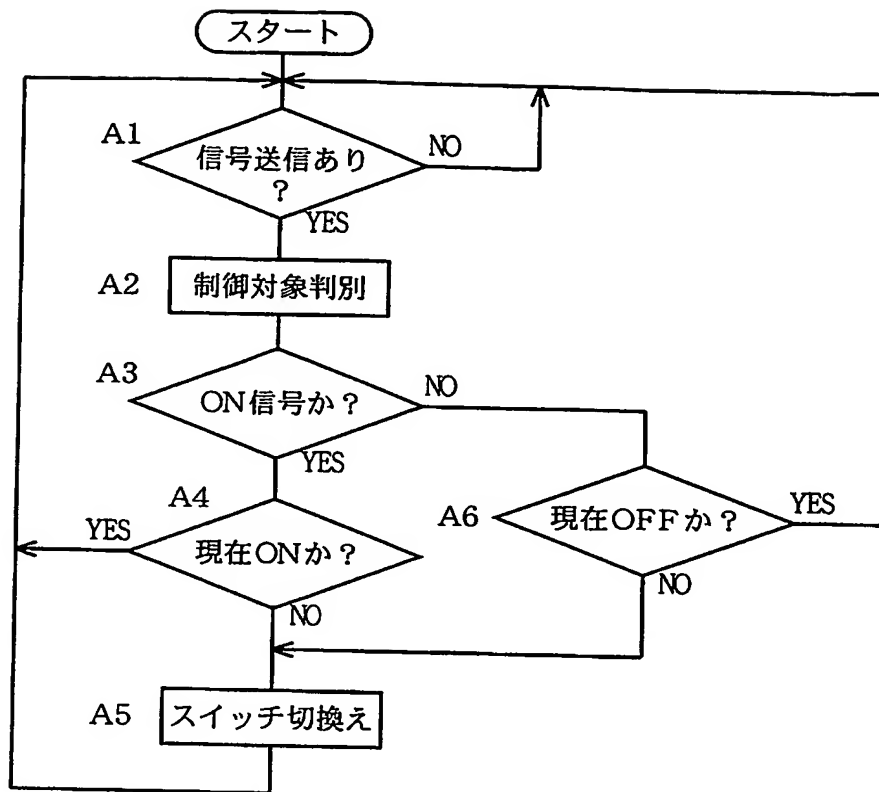 スタート
A1
信号送信あり
?
NO
YES
A2
制御対象判別
A3
ON信号か?
NO
YES
A4
YES
現在ONか?
NO
A6
現在OFFか?
YES
NO
A5
スイッチ切換え